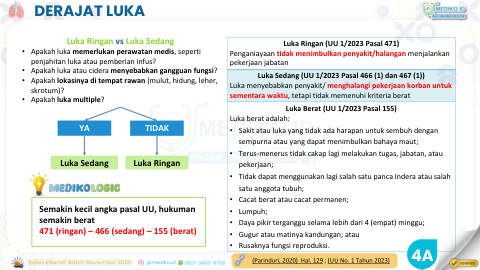 DERAJAT LUKA
MEDIKO.ID
Luka Ringan vs Luka Sedang
• Apakah luka memerlukan perawatan medis, seperti
penjahitan luka atau pemberian infus?
• Apakah luka atau cidera menyebabkan gangguan fungsi?
• Apakah lokasinya di tempat rawan (mulut, hidung, leher,
skrotum)?
• Apakah luka multiple?
YA
TIDAK
Luka Sedang
Luka Ringan
MEDIKOLOGIC
Semakin kecil angka pasal UU, hukuman
semakin berat
471 (ringan) – 466 (sedang) – 155 (berat)
Luka Ringan (UU 1/2023 Pasal 471)
Penganiayaan tidak menimbulkan penyakit/halangan menjalankan
pekerjaan jabatan
Luka Sedang (UU 1/2023 Pasal 466 (1) dan 467 (1))
Luka menyebabkan penyakit/ menghalangi pekerjaan korban untuk
sementara waktu, tetapi tidak memenuhi kriteria berat
Luka Berat (UU 1/2023 Pasal 155)
Luka berat adalah:
• Sakit atau luka yang tidak ada harapan untuk sembuh dengan
sempurna atau yang dapat menimbulkan bahaya maut;
• Terus-menerus tidak cakap lagi melakukan tugas, jabatan, atau
pekerjaan;
• Tidak dapat menggunakan lagi salah satu panca indera atau salah
satu anggota tubuh;
• Cacat berat atau cacat permanen;
• Lumpuh;
• Daya pikir terganggu selama lebih dari 4 (empat) minggu;
• Gugur atau matinya kandungan; atau
• Rusaknya fungsi reproduksi.
4A
(Parinduri, 2020) Hal. 129 ; (UU No. 1 Tahun 2023)